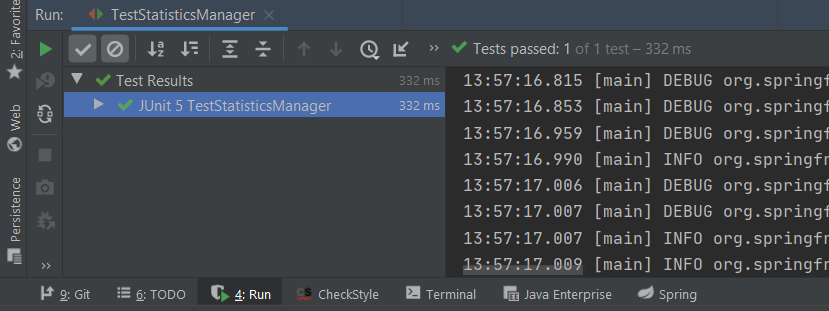 Run: TestStatisticsManager ×
» Tests passed: 1 of 1 test – 332 ms
Test Results 332 ms
JUnit 5 TestStatisticsManager 332 ms
13:57:16.815 [main] DEBUG org.springf
13:57:16.853 [main] DEBUG org.springf
13:57:16.959 [main] DEBUG org.springf
13:57:16.990 [main] INFO org.springfr
13:57:17.006 [main] DEBUG org.springf
13:57:17.007 [main] DEBUG org.springf
13:57:17.007 [main] INFO org.springfr
13:57:17.009 [main] INFO org.springfr
2: Favorite
Web
Persistence
»
9: Git 6: TODO 4: Run CheckStyle Terminal Java Enterprise Spring